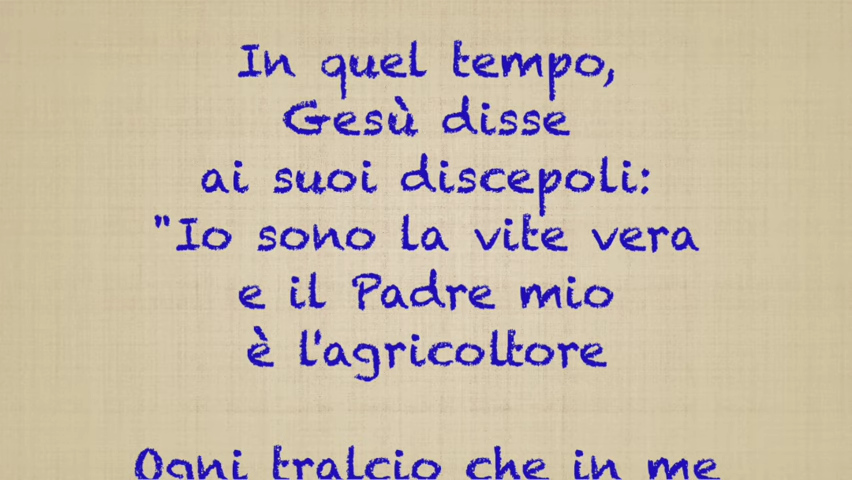 In quel tempo,
Gesù disse
ai suoi discepoli:
"Io sono la vite vera
e il Padre mio
è l'agricoltore
Ogni tralcio che in me